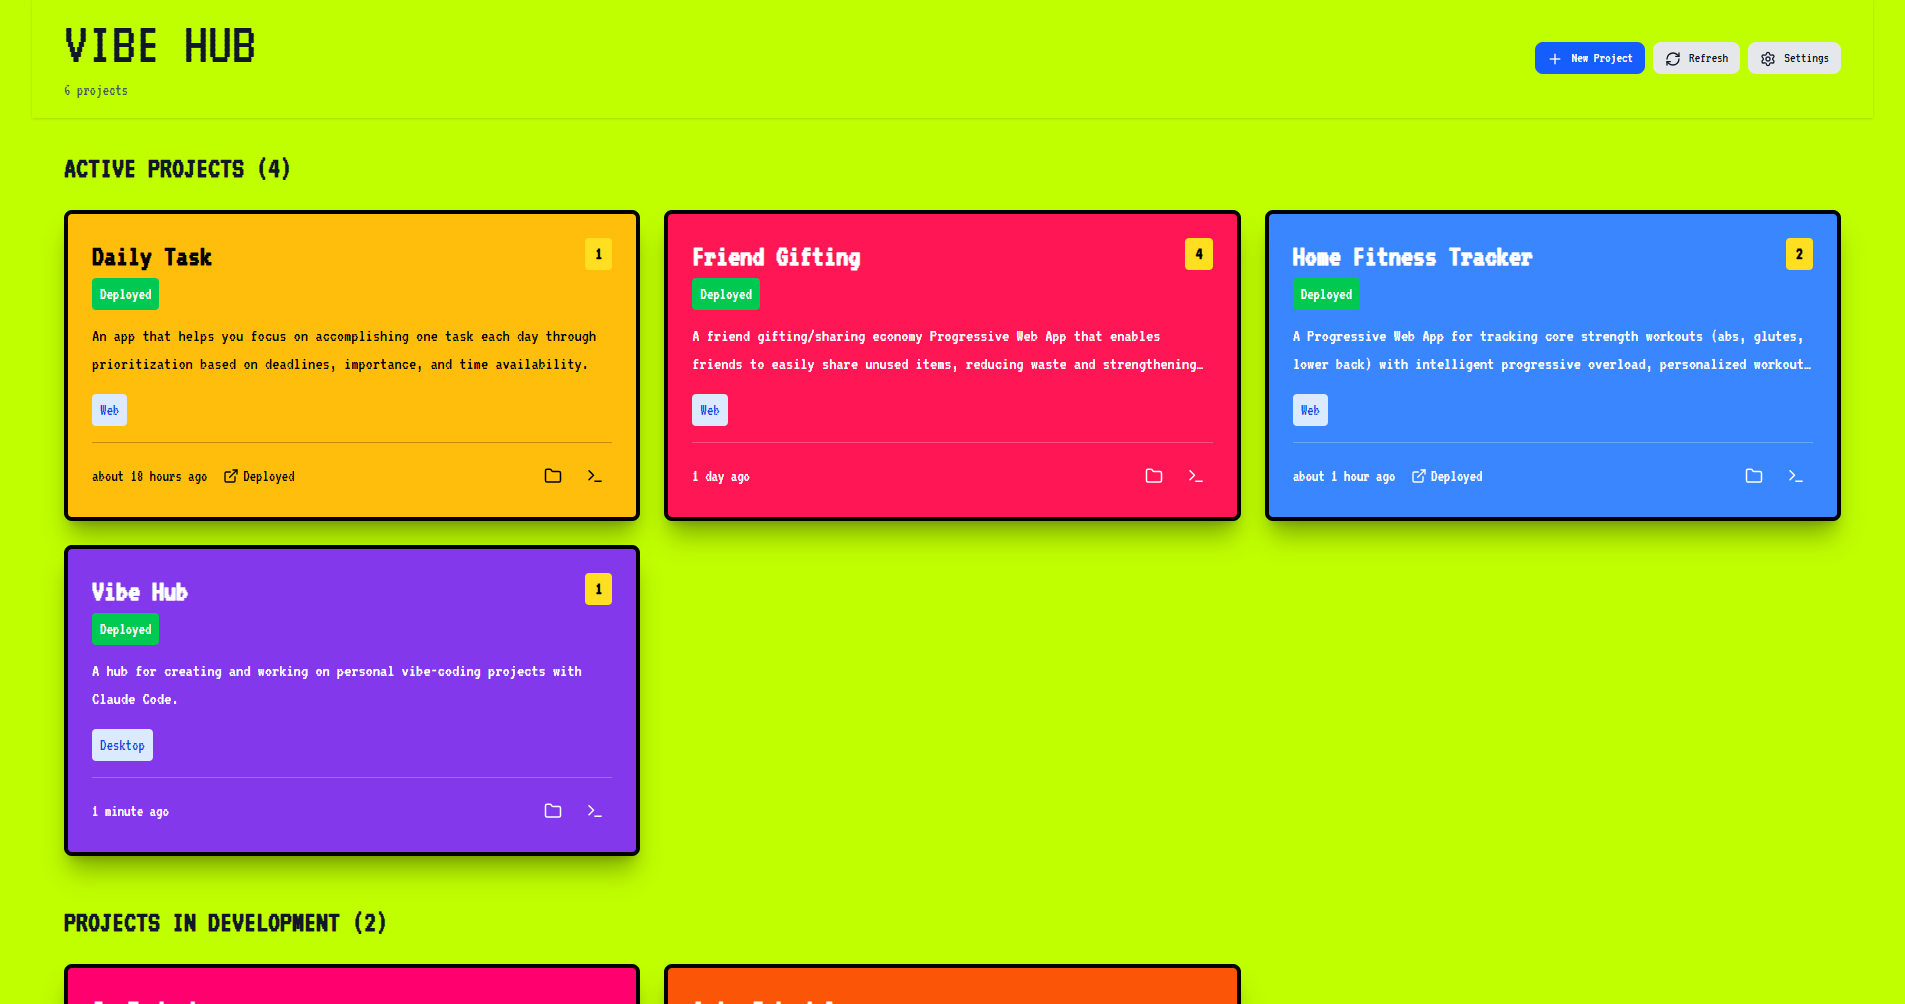 VIBE HUB
6 projects
New Project
Refresh
Settings
ACTIVE PROJECTS (4)
Daily Task
1
Deployed
An app that helps you focus on accomplishing one task each day through
prioritization based on deadlines, importance, and time availability.
Web
about 18 hours ago
Deployed
Friend Gifting
4
Deployed
A friend gifting/sharing economy Progressive Web App that enables
friends to easily share unused items, reducing waste and strengthening…
Web
1 day ago
Home Fitness Tracker
2
Deployed
A Progressive Web App for tracking core strength workouts (abs, glutes,
lower back) with intelligent progressive overload, personalized workout…
Web
about 1 hour ago
Deployed
Vibe Hub
1
Deployed
A hub for creating and working on personal vibe-coding projects with
Claude Code.
Desktop
1 minute ago
PROJECTS IN DEVELOPMENT (2)